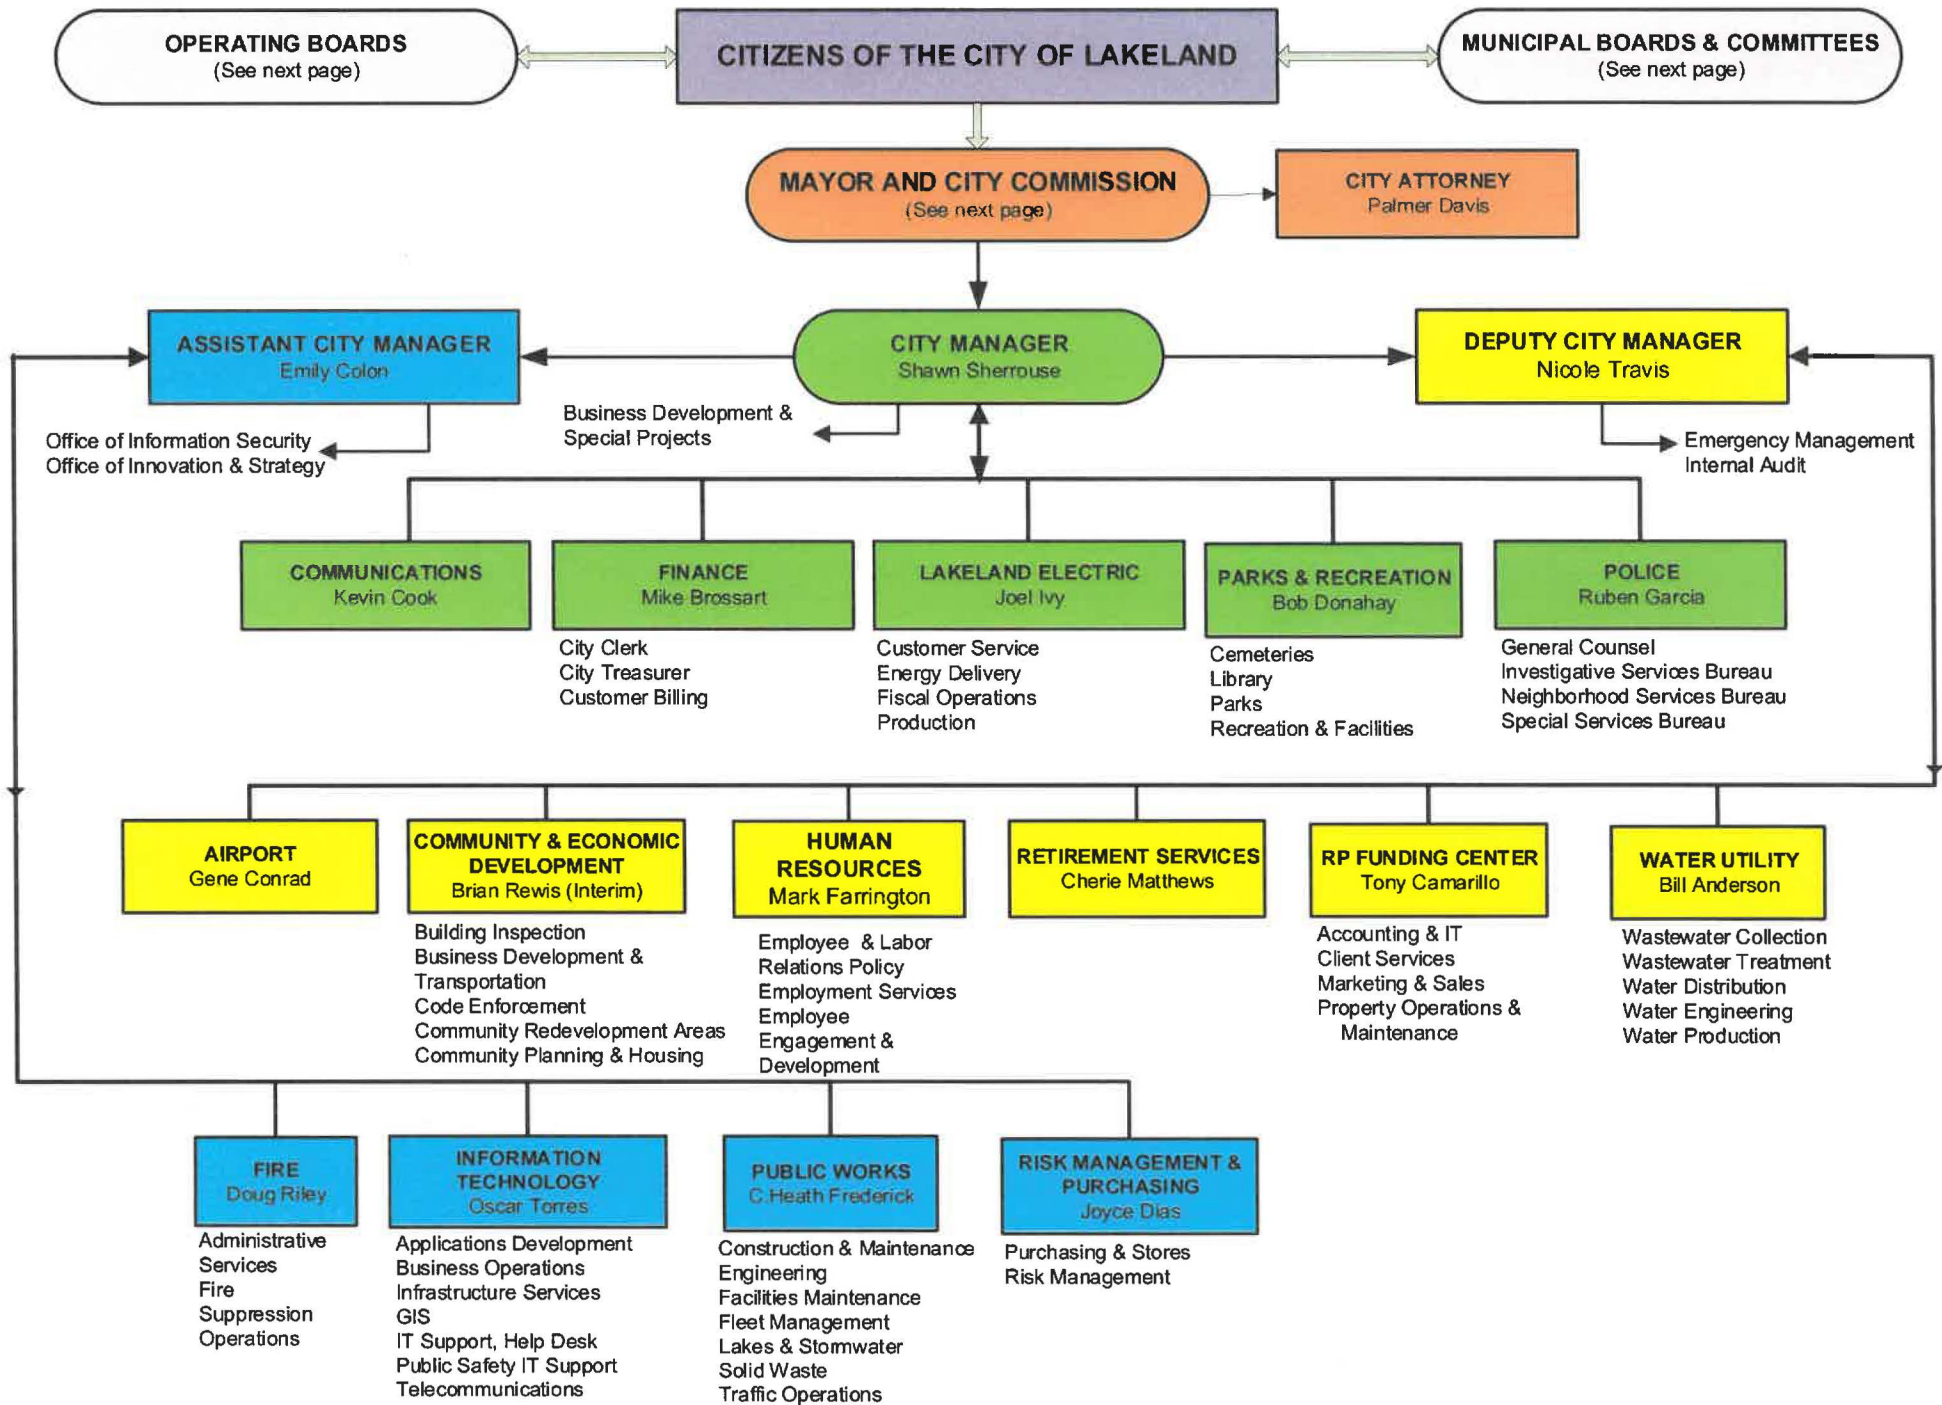 OPERATING BOARDS
(See next page)
CITIZENS OF THE CITY OF LAKELAND
MUNICIPAL BOARDS & COMMITTEES
(See next page)
MAYOR AND CITY COMMISSION
(See next page)
CITY ATTORNEY
Palmer Davis
ASSISTANT CITY MANAGER
Emily Colon
CITY MANAGER
Shawn Sherrouse
DEPUTY CITY MANAGER
Nicole Travis
Office of Information Security
Office of Innovation & Strategy
Business Development &
Special Projects
Emergency Management
Internal Audit
COMMUNICATIONS
Kevin Cook
FINANCE
Mike Brossart
City Clerk
City Treasurer
Customer Billing
LAKELAND ELECTRIC
Joel Ivy
Customer Service
Energy Delivery
Fiscal Operations
Production
PARKS & RECREATION
Bob Donahay
Cemeteries
Library
Parks
Recreation & Facilities
POLICE
Ruben Garcia
General Counsel
Investigative Services Bureau
Neighborhood Services Bureau
Special Services Bureau
AIRPORT
Gene Conrad
COMMUNITY & ECONOMIC
DEVELOPMENT
Brian Rewis (Interim)
Building Inspection
Business Development &
Transportation
Code Enforcement
Community Redevelopment Areas
Community Planning & Housing
HUMAN
RESOURCES
Mark Farrington
Employee & Labor
Relations Policy
Employment Services
Employee
Engagement &
Development
RETIREMENT SERVICES
Cherie Matthews
RP FUNDING CENTER
Tony Camarillo
Accounting & IT
Client Services
Marketing & Sales
Property Operations &
Maintenance
WATER UTILITY
Bill Anderson
Wastewater Collection
Wastewater Treatment
Water Distribution
Water Engineering
Water Production
FIRE
Doug Riley
Administrative
Services
Fire
Suppression
Operations
INFORMATION
TECHNOLOGY
Oscar Torres
Applications Development
Business Operations
Infrastructure Services
GIS
IT Support, Help Desk
Public Safety IT Support
Telecommunications
PUBLIC WORKS
C.Heath Frederick
Construction & Maintenance
Engineering
Facilities Maintenance
Fleet Management
Lakes & Stormwater
Solid Waste
Traffic Operations
RISK MANAGEMENT &
PURCHASING
Joyce Dias
Purchasing & Stores
Risk Management